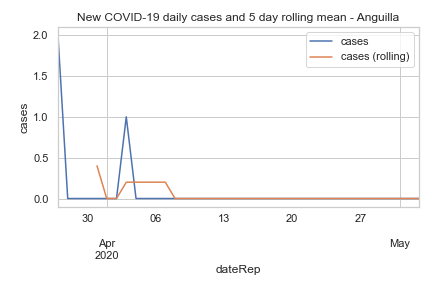 New COVID-19 daily cases and 5 day rolling mean - Anguilla
cases
cases (rolling)
cases
2.0
1.5
1.0
0.5
0.0
30 06 13 20 27
Apr May
2020
dateRep